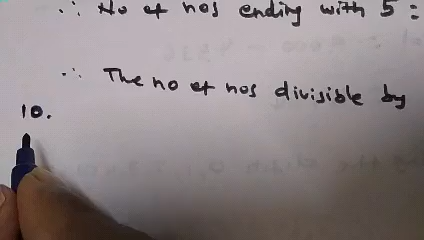 ∴ No of nos ending with 5 =
∴ The no of nos divisible by
10.